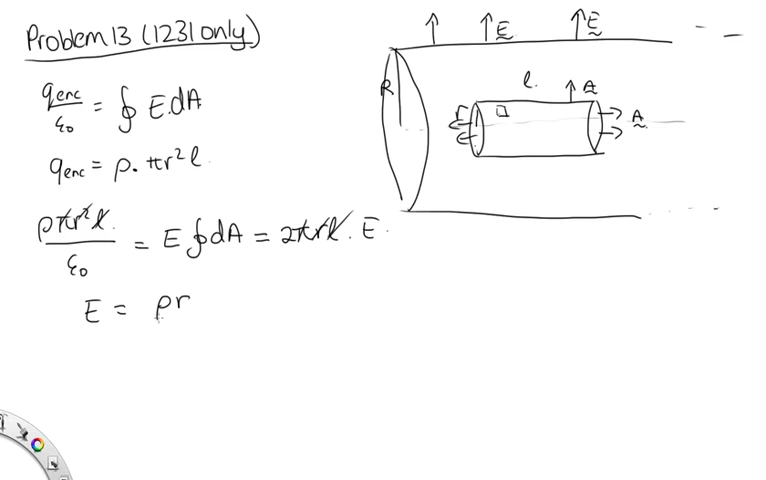 Problem 13 (1231 only)
q_enc/ε₀ = ∮ E.dA
q_enc = ρ. πr²l
ρπr²l/ε₀ = E∮dA = 2πrl. E.
E = ρr
E
E
R
l.
A
r
A